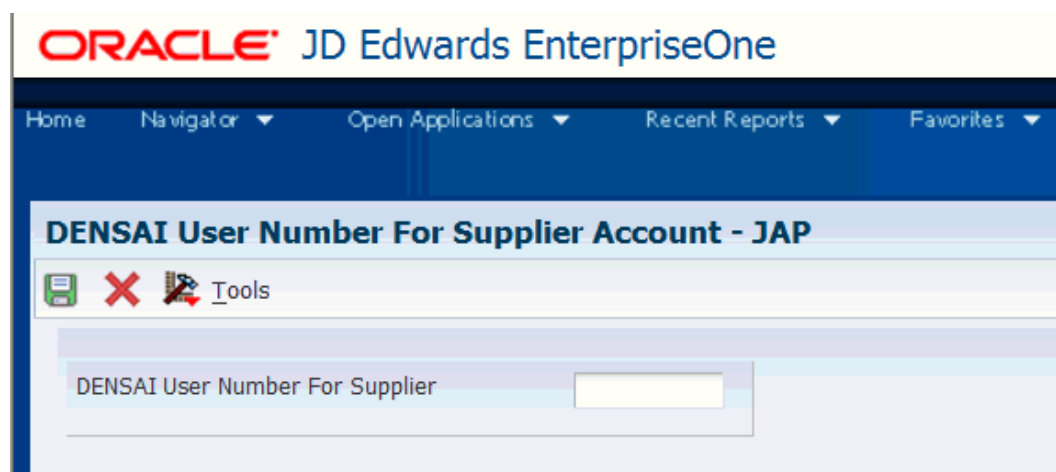 ORACLE JD Edwards EnterpriseOne
Home Navigator Open Applications Recent Reports Favorites
DENSAI User Number For Supplier Account - JAP
Tools
DENSAI User Number For Supplier